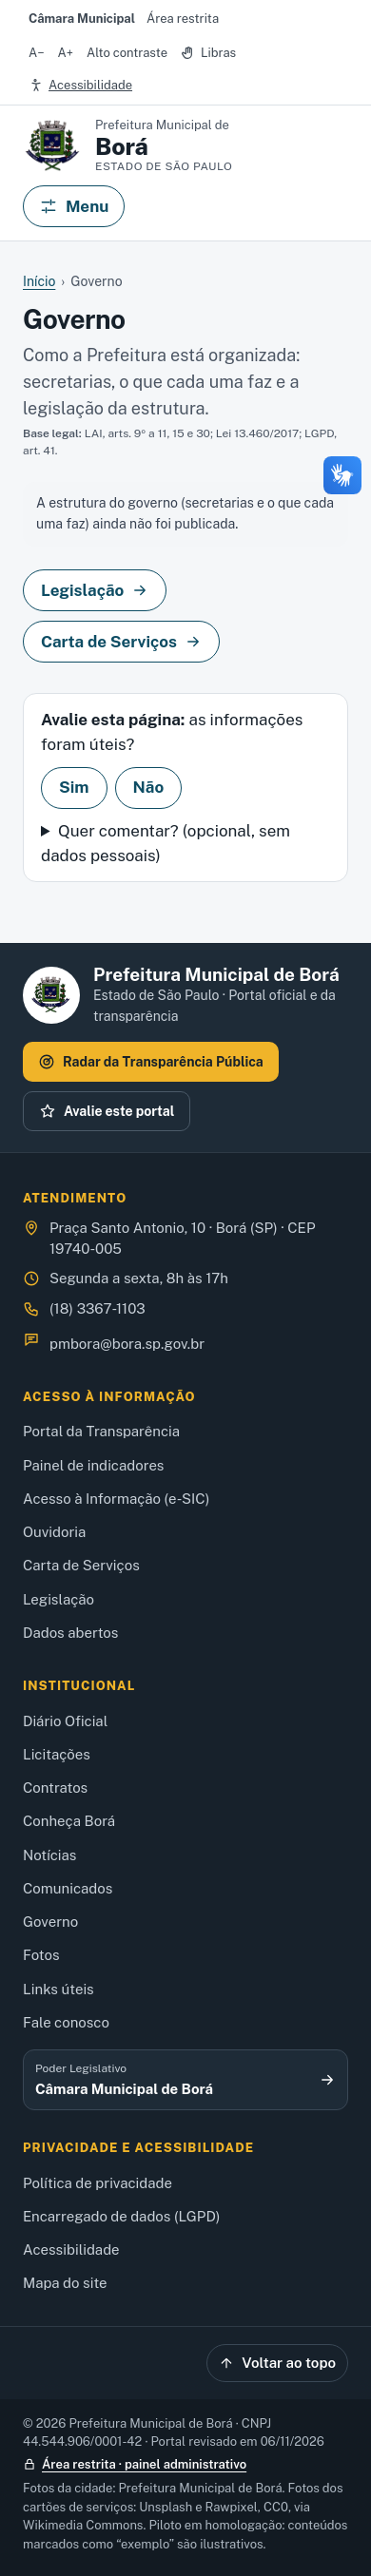 Câmara Municipal Área restrita
A− A+ Alto contraste Libras
Acessibilidade
Prefeitura Municipal de
Borá
ESTADO DE SÃO PAULO
Menu
Início › Governo
Governo
Como a Prefeitura está organizada:
secretarias, o que cada uma faz e a
legislação da estrutura.
Base legal: LAI, arts. 9º a 11, 15 e 30; Lei 13.460/2017; LGPD,
art. 41.
A estrutura do governo (secretarias e o que cada
uma faz) ainda não foi publicada.
Legislação →
Carta de Serviços →
Avalie esta página: as informações
foram úteis?
Sim Não
▶ Quer comentar? (opcional, sem
dados pessoais)
Prefeitura Municipal de Borá
Estado de São Paulo · Portal oficial e da
transparência
Radar da Transparência Pública
Avalie este portal
ATENDIMENTO
Praça Santo Antonio, 10 · Borá (SP) · CEP
19740-005
Segunda a sexta, 8h às 17h
(18) 3367-1103
pmbora@bora.sp.gov.br
ACESSO À INFORMAÇÃO
Portal da Transparência
Painel de indicadores
Acesso à Informação (e-SIC)
Ouvidoria
Carta de Serviços
Legislação
Dados abertos
INSTITUCIONAL
Diário Oficial
Licitações
Contratos
Conheça Borá
Notícias
Comunicados
Governo
Fotos
Links úteis
Fale conosco
Poder Legislativo
Câmara Municipal de Borá →
PRIVACIDADE E ACESSIBILIDADE
Política de privacidade
Encarregado de dados (LGPD)
Acessibilidade
Mapa do site
↑ Voltar ao topo
© 2026 Prefeitura Municipal de Borá · CNPJ
44.544.906/0001-42 · Portal revisado em 06/11/2026
Área restrita · painel administrativo
Fotos da cidade: Prefeitura Municipal de Borá. Fotos dos
cartões de serviços: Unsplash e Rawpixel, CC0, via
Wikimedia Commons. Piloto em homologação: conteúdos
marcados como “exemplo” são ilustrativos.